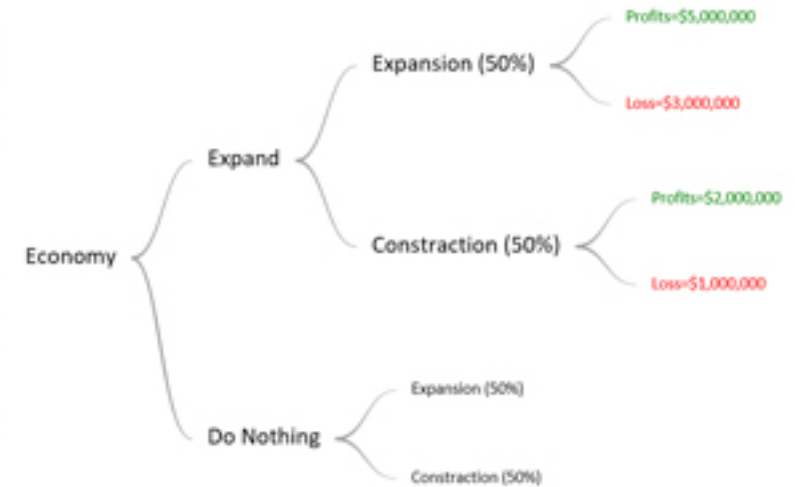 Economy
Expand
Expansion (50%)
Profits=$5,000,000
Loss=$3,000,000
Constraction (50%)
Profits=$2,000,000
Loss=$1,000,000
Do Nothing
Expansion (50%)
Constraction (50%)